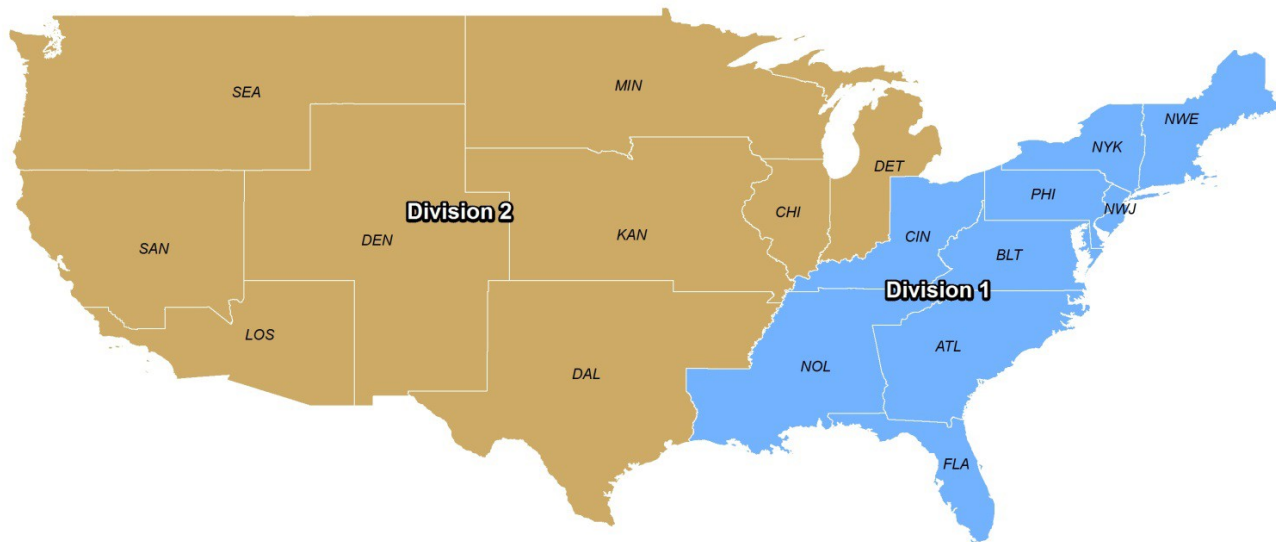 MIN
SEA
NWE
NYK
DET
PHI
CHI
NWJ
Division 2
KAN
CIN
DEN
SAN
BLT
Division 1
LOS
ATL
NOL
DAL
FLA